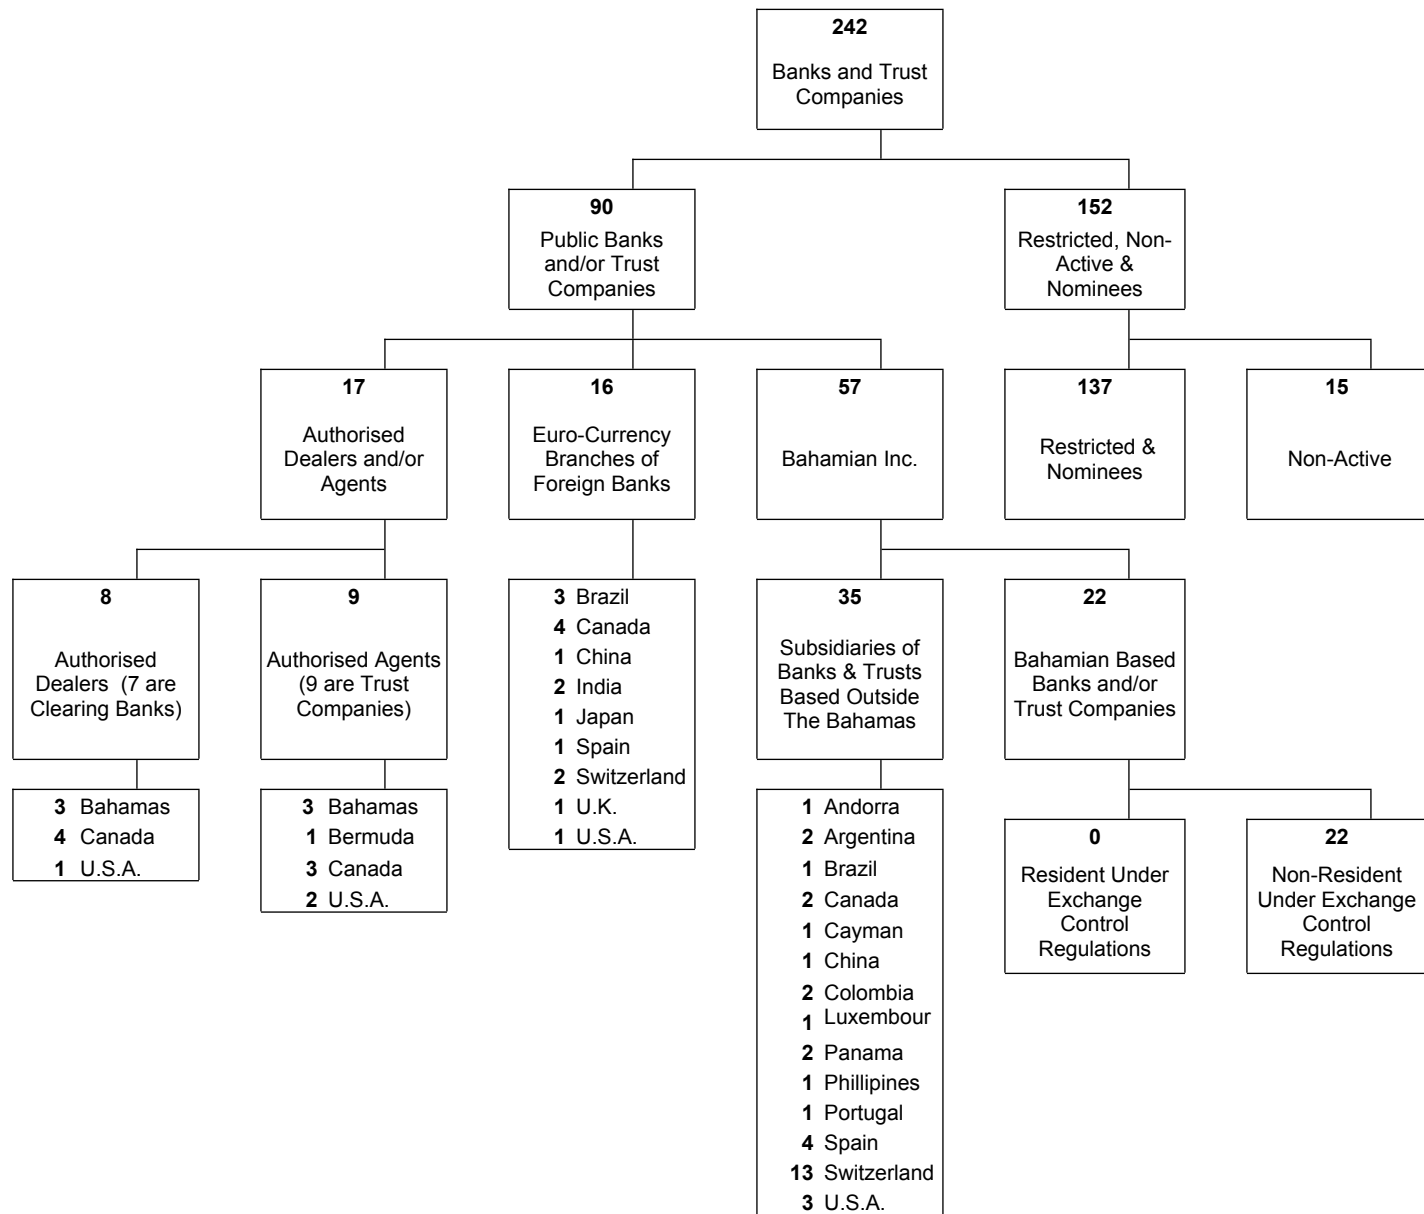 242
Banks and Trust
Companies
90
Public Banks
and/or Trust
Companies
152
Restricted, Non-
Active &
Nominees
17
Authorised
Dealers and/or
Agents
16
Euro-Currency
Branches of
Foreign Banks
57
Bahamian Inc.
137
Restricted &
Nominees
15
Non-Active
8
Authorised
Dealers (7 are
Clearing Banks)
9
Authorised Agents
(9 are Trust
Companies)
3 Brazil
4 Canada
1 China
2 India
1 Japan
1 Spain
2 Switzerland
1 U.K.
1 U.S.A.
35
Subsidiaries of
Banks & Trusts
Based Outside
The Bahamas
22
Bahamian Based
Banks and/or
Trust Companies
3 Bahamas
4 Canada
1 U.S.A.
3 Bahamas
1 Bermuda
3 Canada
2 U.S.A.
1 Andorra
2 Argentina
1 Brazil
2 Canada
1 Cayman
1 China
2 Colombia
1 Luxembour
2 Panama
1 Phillipines
1 Portugal
4 Spain
13 Switzerland
3 U.S.A.
0
Resident Under
Exchange
Control
Regulations
22
Non-Resident
Under Exchange
Control
Regulations